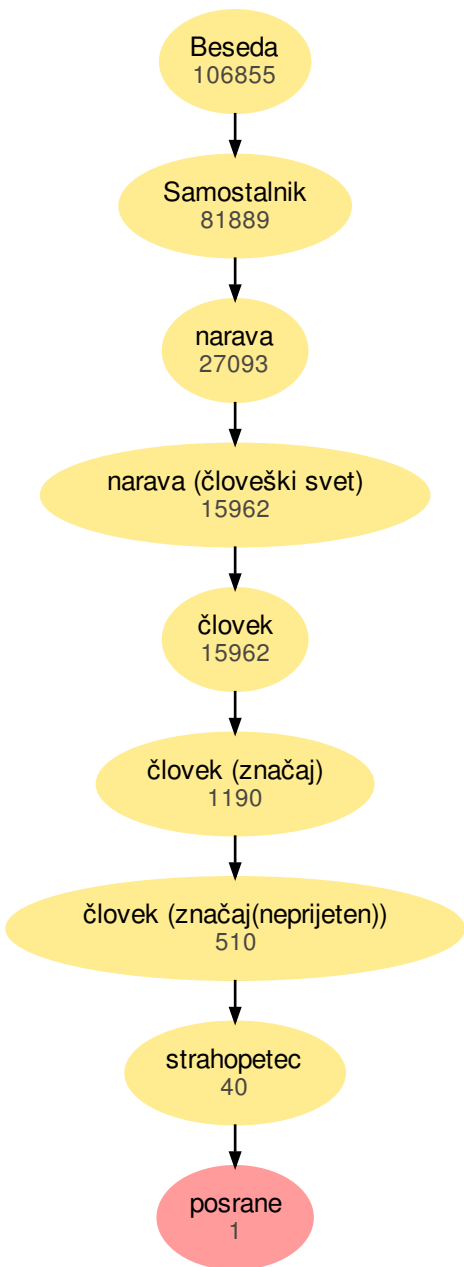 Beseda
106855
Samostalnik
81889
narava
27093
narava (človeški svet)
15962
človek
15962
človek (značaj)
1190
človek (značaj(neprijeten))
510
strahopetec
40
posrane
1